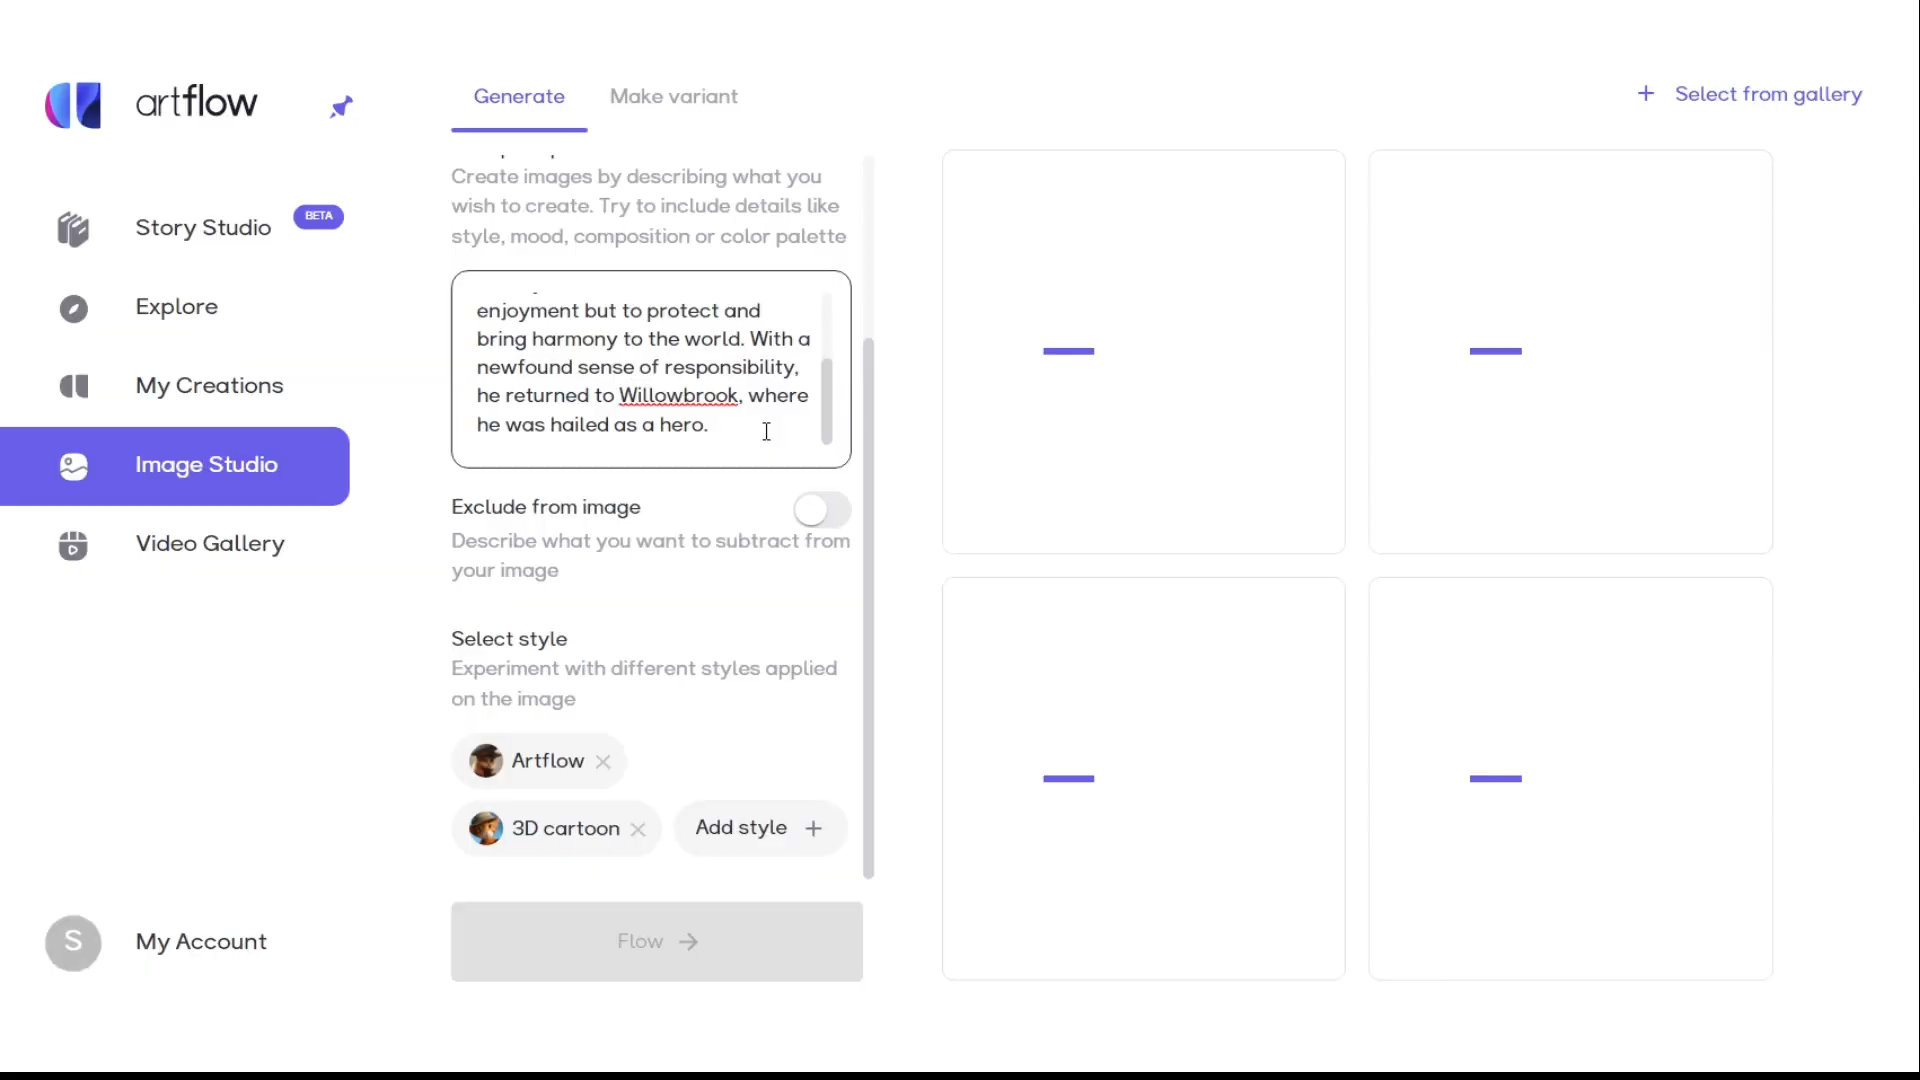 artflow
Story Studio
BETA
Explore
My Creations
Image Studio
Video Gallery
S
My Account
Generate
Make variant
Create images by describing what you
wish to create. Try to include details like
style, mood, composition or color palette
enjoyment but to protect and
bring harmony to the world. With a
newfound sense of responsibility,
he returned to Willowbrook, where
he was hailed as a hero.
Exclude from image
Describe what you want to subtract from
your image
Select style
Experiment with different styles applied
on the image
Artflow
3D cartoon
Add style +
Flow →
+ Select from gallery